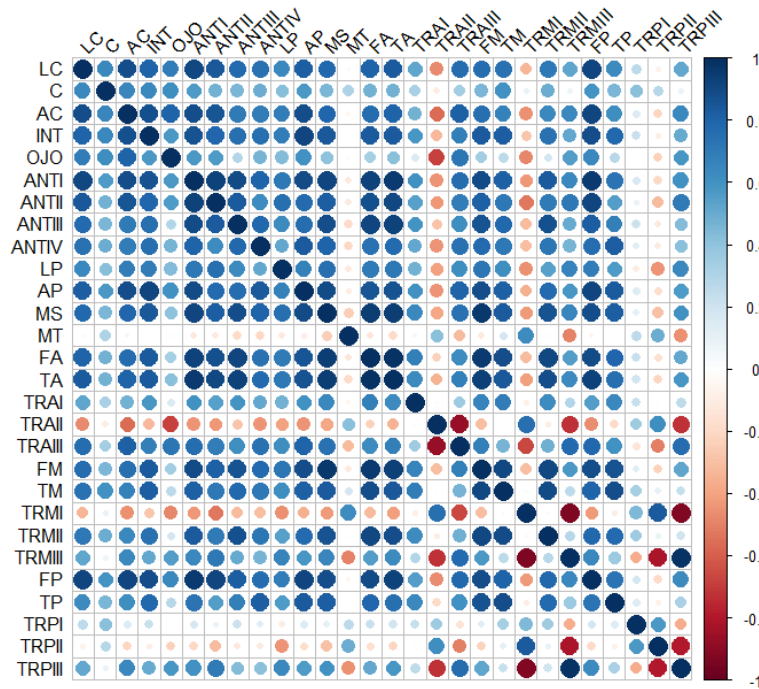 LC C AC INT OJO ANTI ANTII ANTIII ANTIV LP AP MS MT FA TA TRAI TRAII TRAIII FM TM TRMI TRMII TRMIII FP TP TRPI TRPII TRPIII
LC
C
AC
INT
OJO
ANTI
ANTII
ANTIII
ANTIV
LP
AP
MS
MT
FA
TA
TRAI
TRAII
TRAIII
FM
TM
TRMI
TRMII
TRMIII
FP
TP
TRPI
TRPII
TRPIII
1
0
-1